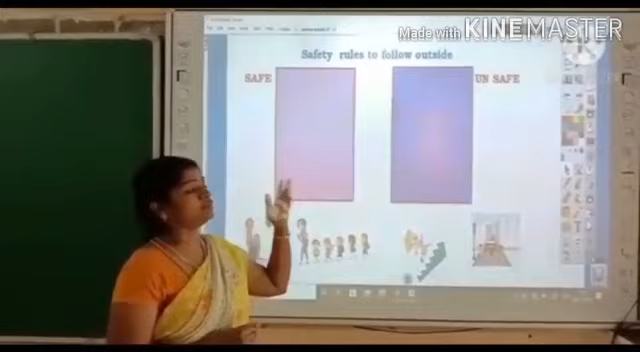 Made with KINEMASTER
Safety rules to follow outside
SAFE
UN SAFE